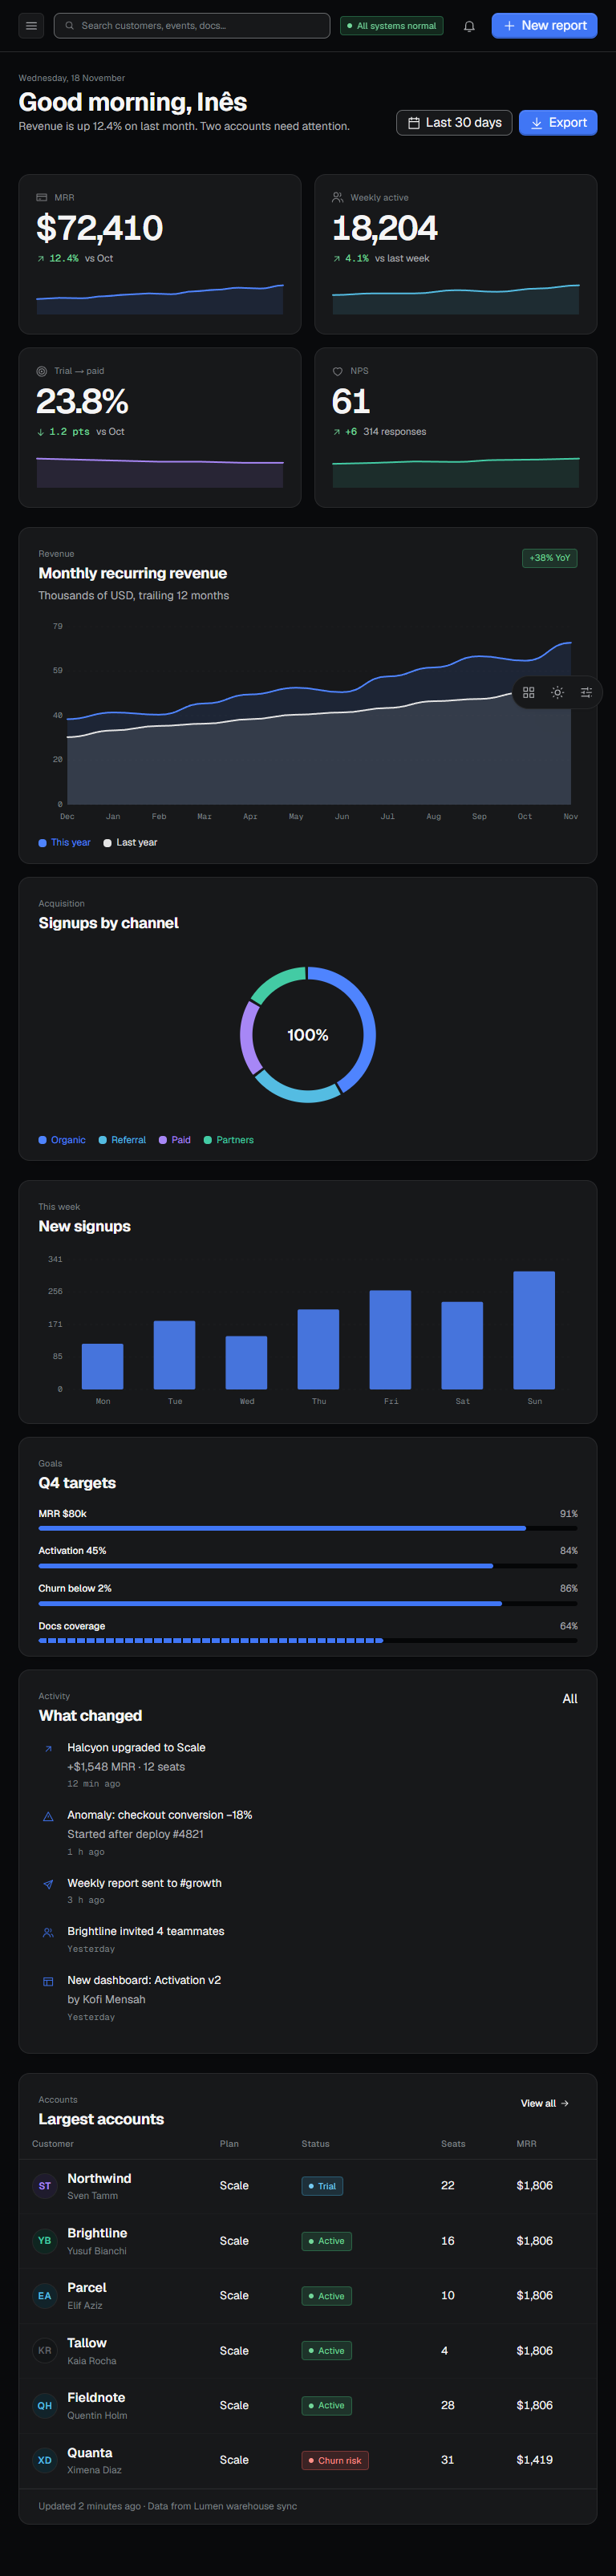 Search customers, events, docs…
All systems normal
New report
Wednesday, 18 November
Good morning, Inês
Revenue is up 12.4% on last month. Two accounts need attention.
Last 30 days
Export
MRR
$72,410
12.4% vs Oct
Weekly active
18,204
4.1% vs last week
Trial → paid
23.8%
1.2 pts vs Oct
NPS
61
+6 314 responses
Revenue
Monthly recurring revenue
Thousands of USD, trailing 12 months
+38% YoY
79
59
40
20
0
Dec Jan Feb Mar Apr May Jun Jul Aug Sep Oct Nov
This year Last year
Acquisition
Signups by channel
100%
Organic Referral Paid Partners
This week
New signups
341
256
171
85
0
Mon Tue Wed Thu Fri Sat Sun
Goals
Q4 targets
MRR $80k 91%
Activation 45% 84%
Churn below 2% 86%
Docs coverage 64%
Activity
What changed
All
Halcyon upgraded to Scale
+$1,548 MRR · 12 seats
12 min ago
Anomaly: checkout conversion −18%
Started after deploy #4821
1 h ago
Weekly report sent to #growth
3 h ago
Brightline invited 4 teammates
Yesterday
New dashboard: Activation v2
by Kofi Mensah
Yesterday
Accounts
Largest accounts
View all →
Customer Plan Status Seats MRR
ST Northwind Scale Trial 22 $1,806
Sven Tamm
YB Brightline Scale Active 16 $1,806
Yusuf Bianchi
EA Parcel Scale Active 10 $1,806
Elif Aziz
KR Tallow Scale Active 4 $1,806
Kaia Rocha
QH Fieldnote Scale Active 28 $1,806
Quentin Holm
XD Quanta Scale Churn risk 31 $1,419
Ximena Diaz
Updated 2 minutes ago · Data from Lumen warehouse sync